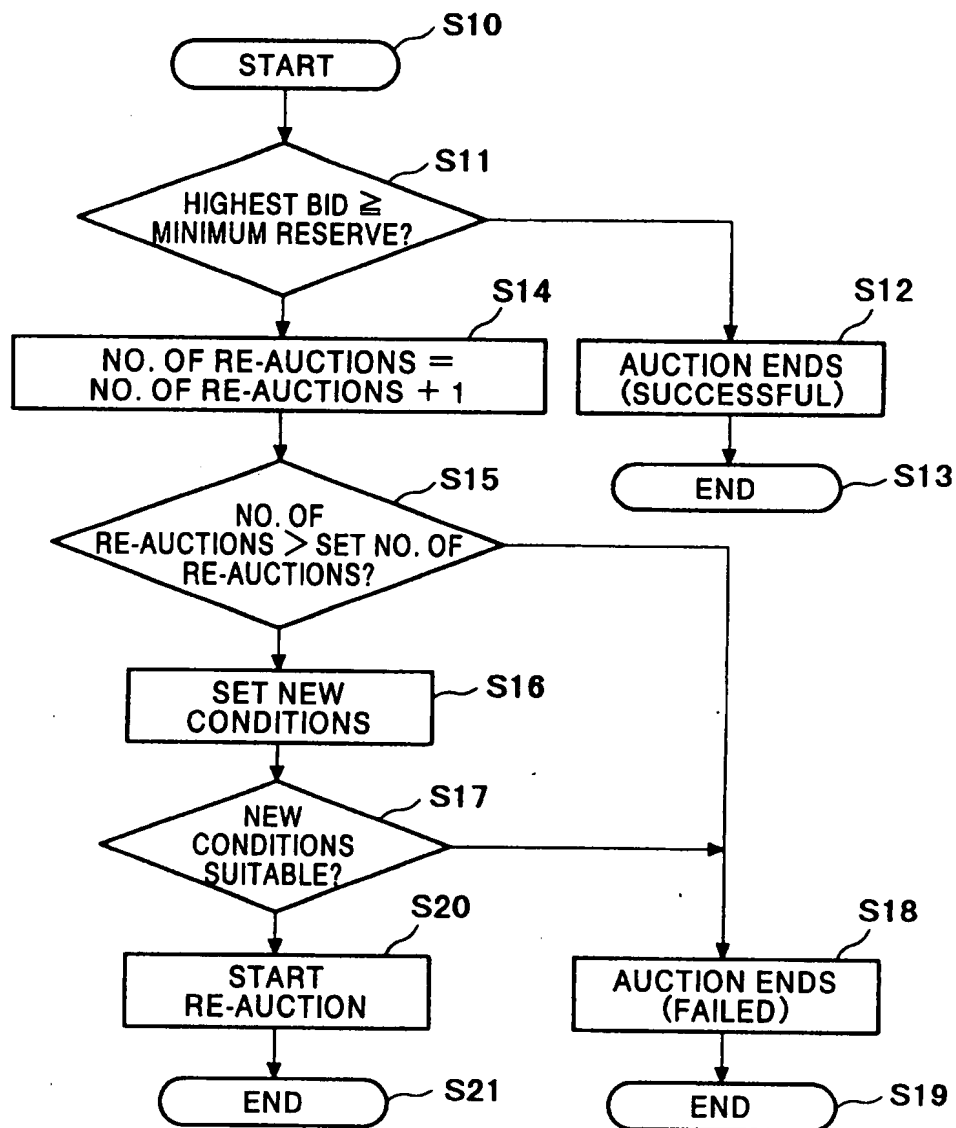 S10
START
S11
HIGHEST BID ≧
MINIMUM RESERVE?
S14
NO. OF RE-AUCTIONS =
NO. OF RE-AUCTIONS + 1
S12
AUCTION ENDS
(SUCCESSFUL)
END
S13
S15
NO. OF
RE-AUCTIONS > SET NO. OF
RE-AUCTIONS?
SET NEW
CONDITIONS
S16
S17
NEW
CONDITIONS
SUITABLE?
S20
START
RE-AUCTION
S18
AUCTION ENDS
(FAILED)
END
S21
END
S19